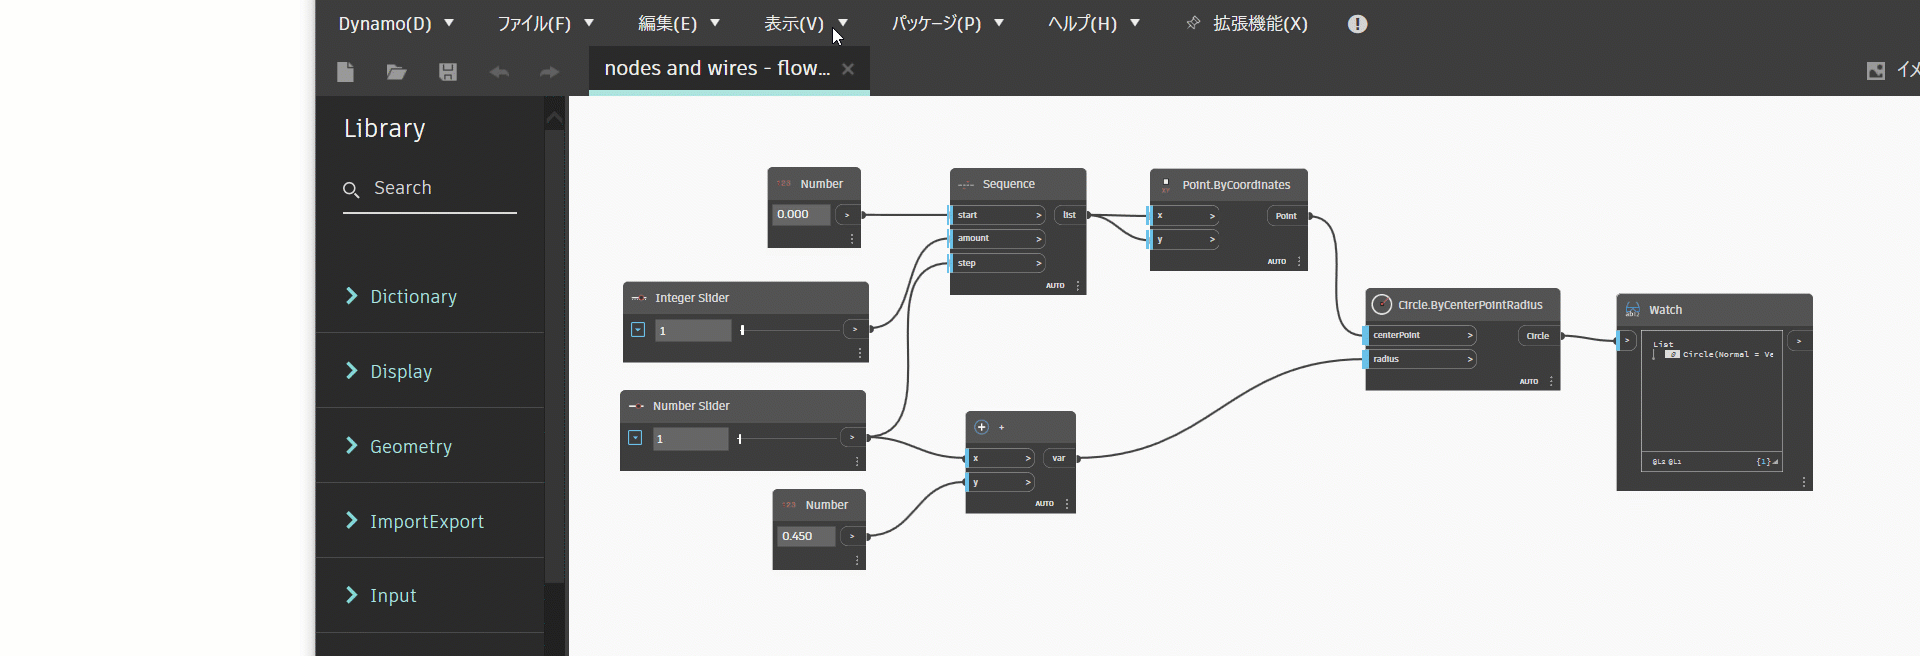 Dynamo(D) ファイル(F) 編集(E) 表示(V) パッケージ(P) ヘルプ(H) 拡張機能(X)
nodes and wires - flow...
イメ
Library
Search
Dictionary
Display
Geometry
ImportExport
Input
123 Number
0.000 >
Sequence
start > list
amount >
step >
AUTO
Point.ByCoordinates
x > Point
y >
AUTO
Integer Slider
1 >
Number Slider
1 >
123 Number
0.450 >
+ +
x > var
y >
AUTO
Circle.ByCenterPointRadius
centerPoint > Circle
radius >
AUTO
Watch
> >
List
0 Circle(Normal = Ve
@L2 @L1 {1}